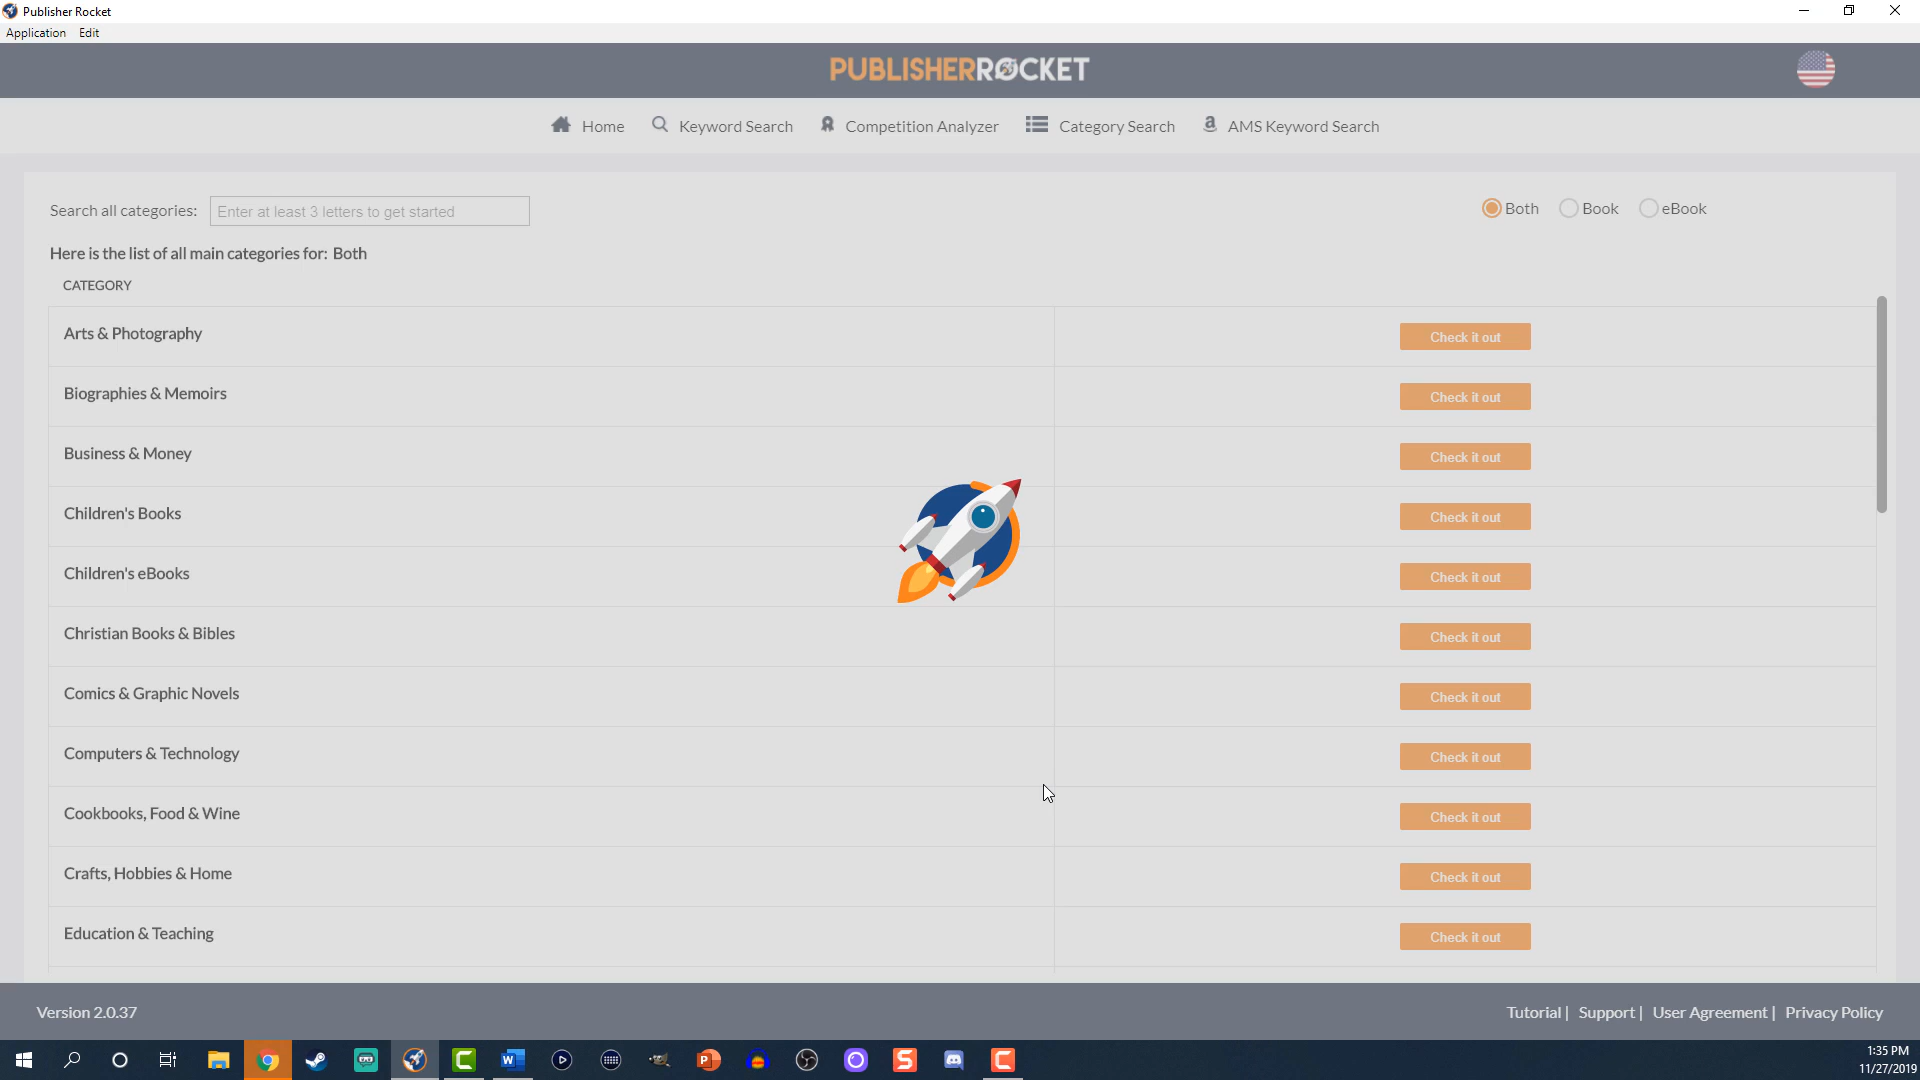 Publisher Rocket
Application Edit
PUBLISHERROCKET
Home Keyword Search Competition Analyzer Category Search AMS Keyword Search
Search all categories: Enter at least 3 letters to get started Both Book eBook
Here is the list of all main categories for: Both
CATEGORY
Arts & Photography Check it out
Biographies & Memoirs Check it out
Business & Money Check it out
Children's Books Check it out
Children's eBooks Check it out
Christian Books & Bibles Check it out
Comics & Graphic Novels Check it out
Computers & Technology Check it out
Cookbooks, Food & Wine Check it out
Crafts, Hobbies & Home Check it out
Education & Teaching Check it out
Version 2.0.37 Tutorial | Support | User Agreement | Privacy Policy
1:35 PM
11/27/2019